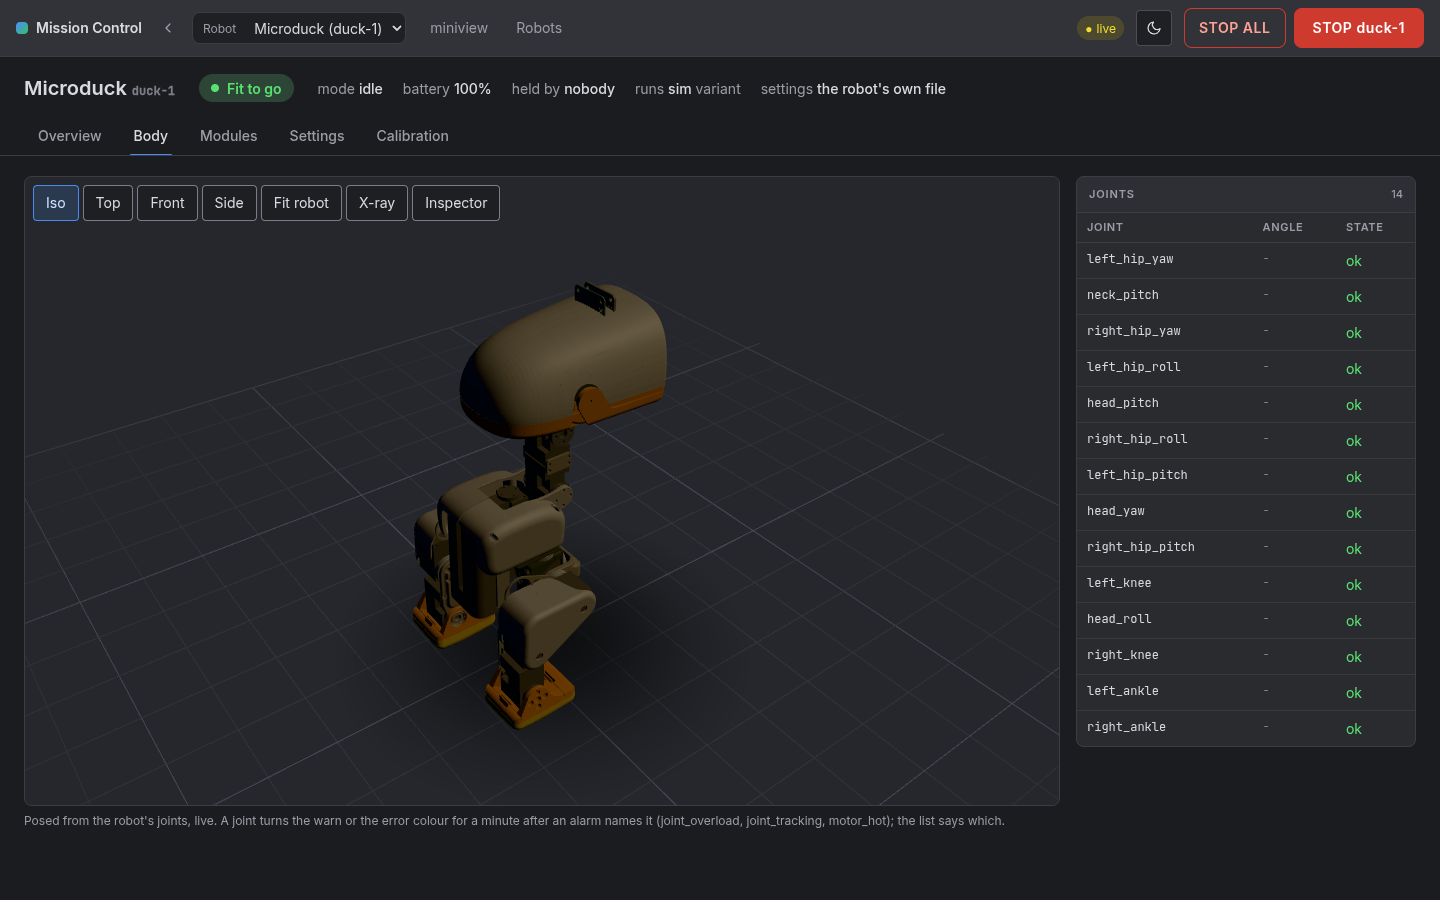 Mission Control
Robot Microduck (duck-1)
miniview
Robots
● live
STOP ALL
STOP duck-1
Microduck duck-1
Fit to go
mode idle
battery 100%
held by nobody
runs sim variant
settings the robot's own file
Overview
Body
Modules
Settings
Calibration
Iso
Top
Front
Side
Fit robot
X-ray
Inspector
JOINTS 14
JOINT ANGLE STATE
left_hip_yaw - ok
neck_pitch - ok
right_hip_yaw - ok
left_hip_roll - ok
head_pitch - ok
right_hip_roll - ok
left_hip_pitch - ok
head_yaw - ok
right_hip_pitch - ok
left_knee - ok
head_roll - ok
right_knee - ok
left_ankle - ok
right_ankle - ok
Posed from the robot's joints, live. A joint turns the warn or the error colour for a minute after an alarm names it (joint_overload, joint_tracking, motor_hot); the list says which.